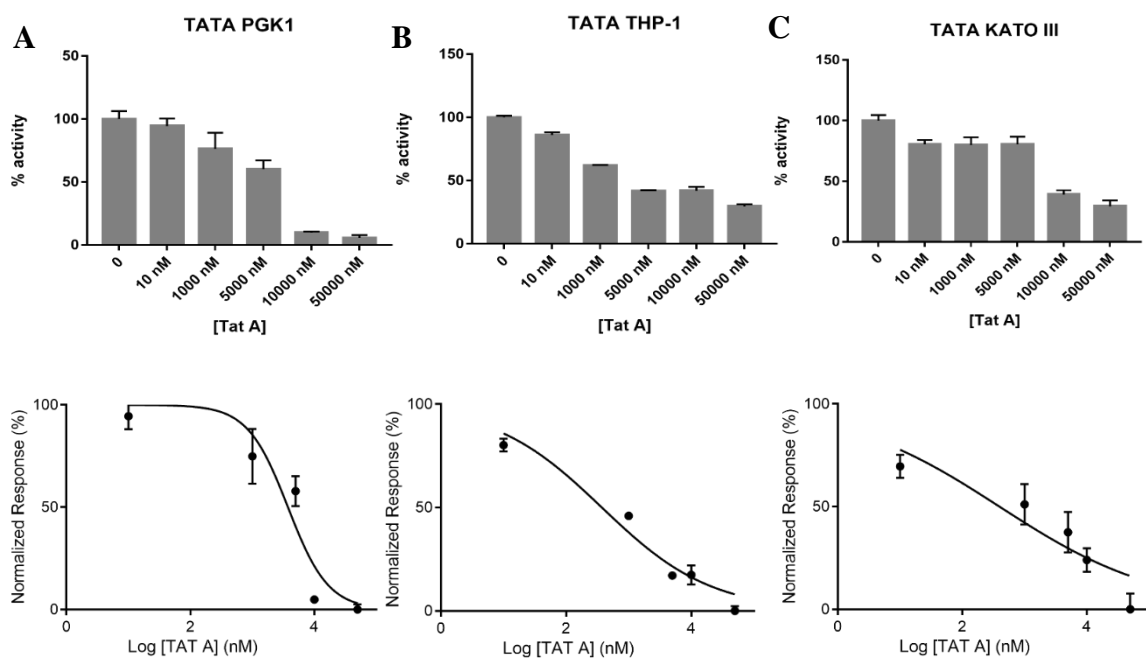 A
TATA PGK1
50
100
50
0
% activity
0
10 nM
1000 nM
5000 nM
10000 nM
50000 nM
[Tat A]
B
TATA THP-1
150
100
50
0
% activity
0
10 nM
1000 nM
5000 nM
10000 nM
50000 nM
[Tat A]
C
TATA KATO III
150
100
50
0
% activity
0
10 nM
1000 nM
5000 nM
10000 nM
50000 nM
[Tat A]
100
50
0
Normalized Response (%)
0
2
4
Log [TAT A] (nM)
100
50
0
Normalized Response (%)
0
2
4
Log [TAT A] (nM)
100
50
0
Normalized Response (%)
0
2
4
Log [TAT A] (nM)